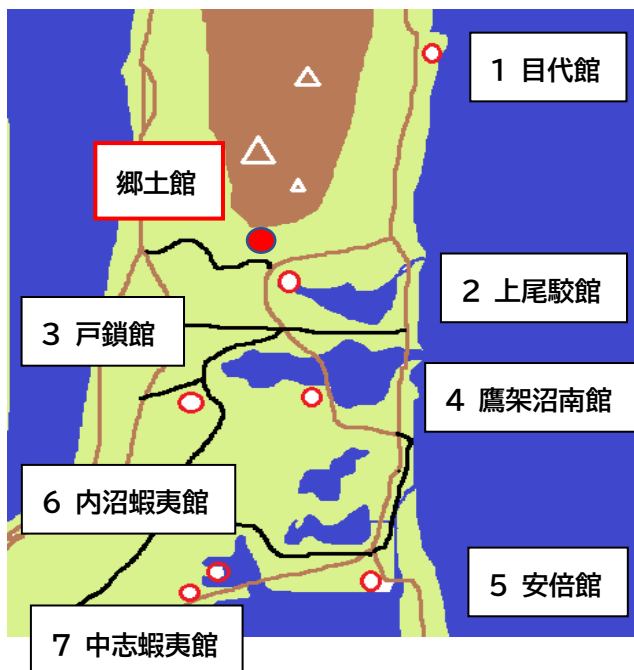 1 目代館
郷土館
2 上尾駮館
3 戸鎖館
4 鷹架沼南館
6 内沼蝦夷館
5 安倍館
7 中志蝦夷館